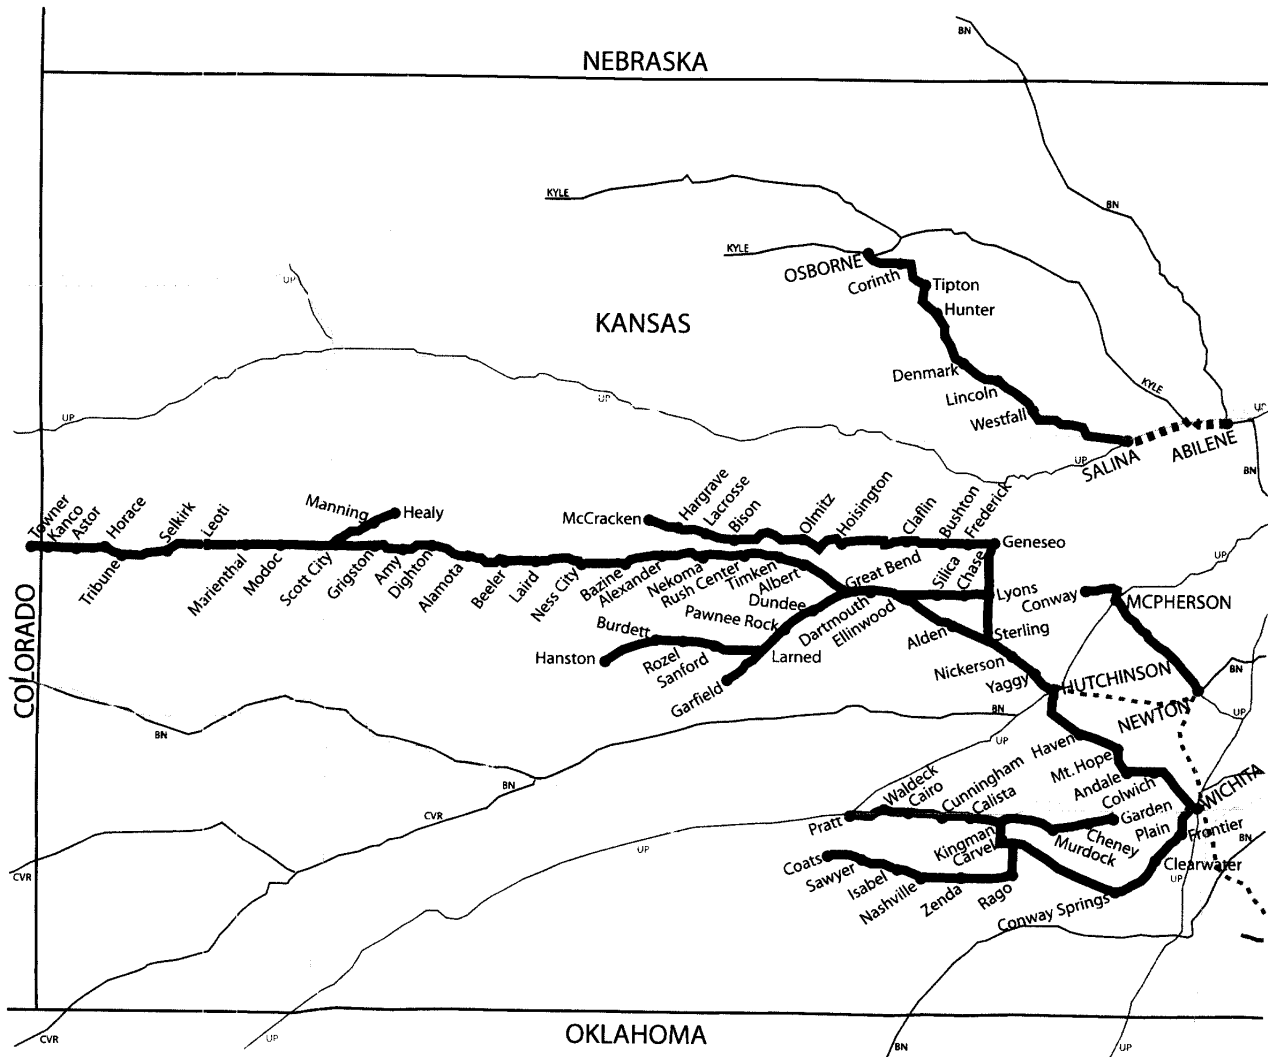 BN
NEBRASKA
KYLE
BN
KYLE
OSBORNE
Corinth
Tipton
UP
Hunter
KANSAS
Denmark
Lincoln
KYLE
Westfall
UP
UP
UP
SALINA
ABILENE
UP
BN
Towner
Kanco
Astor
Horace
Selkirk
Leoti
Manning
Healy
McCracken
Hargrave
Lacrosse
Bison
Olmitz
Hoisington
Claflin
Bushton
Frederick
Geneseo
Tribune
Marienthal
Modoc
Scott City
Grigston
Amy
Dighton
Alamota
Beeler
Laird
Ness City
Bazine
Alexander
Nekoma
Rush Center
Timken
Albert
Great Bend
Silica
Chase
Lyons
UP
Conway
MCPHERSON
Dundee
Dartmouth
Ellinwood
Pawnee Rock
Alden
Sterling
Burdett
Hanston
Rozel
Sanford
Larned
Garfield
Nickerson
Yaggy
HUTCHINSON
BN
COLORADO
NEWTON
UP
BN
BN
UP
Haven
Mt. Hope
Andale
Colwich
WICHITA
BN
CVR
Waldeck
Cairo
Cunningham
Calista
Pratt
Kingman
Carvel
Murdock
Cheney
Garden
Plain
Frontier
BN
UP
Coats
Sawyer
Isabel
Nashville
Zenda
Rago
Clearwater
UP
CVR
Conway Springs
CVR
UP
OKLAHOMA
BN
UP